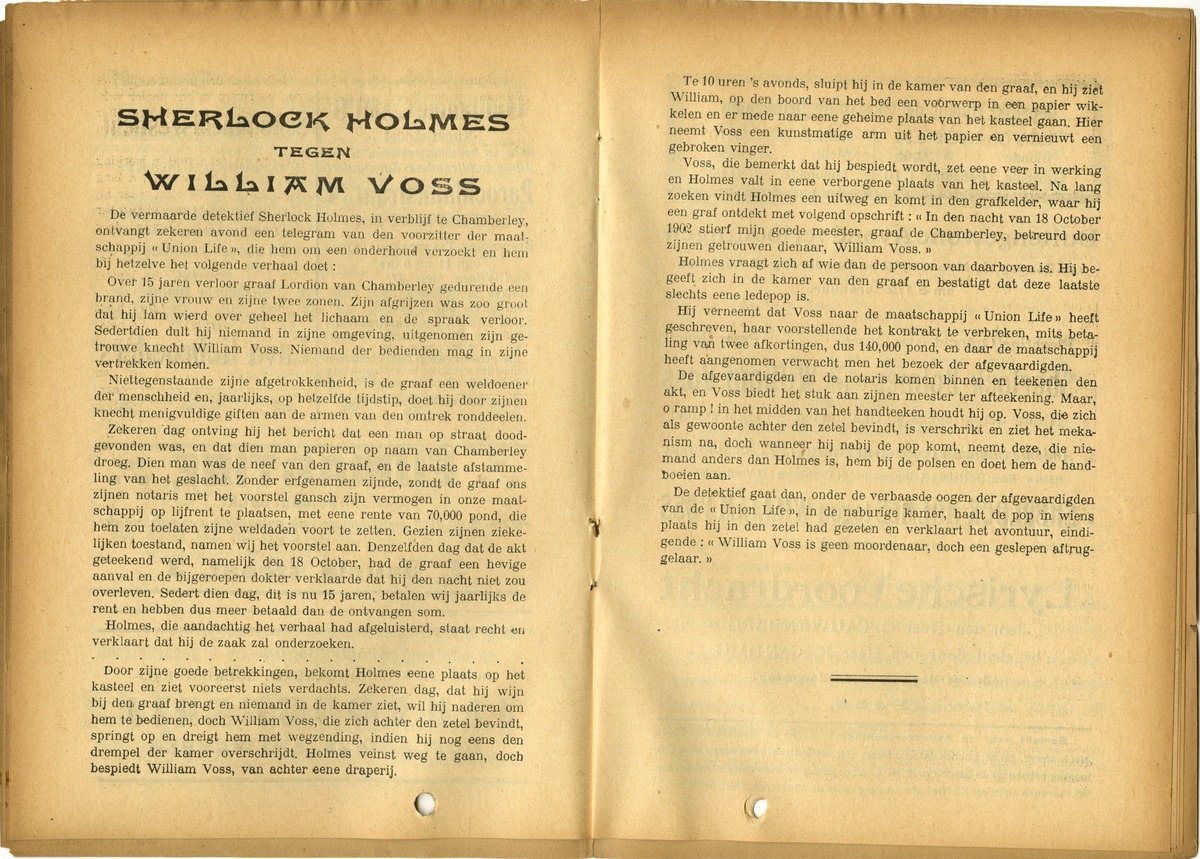 SHERLOCK HOLMES
TEGEN
WILLIAM VOSS
De vermaarde detektief Sherlock Holmes, in verblijf te Chamberley,
ontvangt zekeren avond een telegram van den voorzitter der maat-
schappij « Union Life », die hem om een onderhoud verzoekt en hem
bij hetzelve het volgende verhaal doet :
Over 15 jaren verloor graaf Lordion van Chamberley gedurende een
brand, zijne vrouw en zijne twee zonen. Zijn afgrijzen was zoo groot
dat hij lam wierd over geheel het lichaam en de spraak verloor.
Sedertdien dult hij niemand in zijne omgeving, uitgenomen zijn ge-
trouwe knecht William Voss. Niemand der bedienden mag in zijne
vertrekken komen.
Niettegenstaande zijne afgetrokkenheid, is de graaf een weldoener
der menschheid en, jaarlijks, op hetzelfde tijdstip, doet hij door zijnen
knecht menigvuldige giften aan de armen van den omtrek ronddeelen.
Zekeren dag ontving hij het bericht dat een man op straat dood-
gevonden was, en dat dien man papieren op naam van Chamberley
droeg. Dien man was de neef van den graaf, en de laatste afstamme-
ling van het geslacht. Zonder erfgenamen zijnde, zondt de graaf ons
zijnen notaris met het voorstel gansch zijn vermogen in onze maat-
schappij op lijfrent te plaatsen, met eene rente van 70,000 pond, die
hem zou toelaten zijne weldaden voort te zetten. Gezien zijnen zieke-
lijken toestand, namen wij het voorstel aan. Denzelfden dag dat de akt
geteekend werd, namelijk den 18 October, had de graaf een hevige
aanval en de bijgeroepen dokter verklaarde dat hij den nacht niet zou
overleven. Sedert dien dag, dit is nu 15 jaren, betalen wij jaarlijks de
rent en hebben dus meer betaald dan de ontvangen som.
Holmes, die aandachtig het verhaal had afgeluisterd, staat recht en
verklaart dat hij de zaak zal onderzoeken.
. . . . . . . . . . . . . . . . . . . .
Door zijne goede betrekkingen, bekomt Holmes eene plaats op het
kasteel en ziet vooreerst niets verdachts. Zekeren dag, dat hij wijn
bij den graaf brengt en niemand in de kamer ziet, wil hij naderen om
hem te bedienen, doch William Voss, die zich achter den zetel bevindt,
springt op en dreigt hem met wegzending, indien hij nog eens den
drempel der kamer overschrijdt. Holmes veinst weg te gaan, doch
bespiedt William Voss, van achter eene draperij.
Te 10 uren 's avonds, sluipt hij in de kamer van den graaf, en hij ziet
William, op den boord van het bed een voorwerp in een papier wik-
kelen en er mede naar eene geheime plaats van het kasteel gaan. Hier
neemt Voss een kunstmatige arm uit het papier en vernieuwt een
gebroken vinger.
Voss, die bemerkt dat hij bespiedt wordt, zet eene veer in werking
en Holmes valt in eene verborgene plaats van het kasteel. Na lang
zoeken vindt Holmes een uitweg en komt in den grafkelder, waar hij
een graf ontdekt met volgend opschrift : « In den nacht van 18 October
1902 stierf mijn goede meester, graaf de Chamberley, betreurd door
zijnen getrouwen dienaar, William Voss. »
Holmes vraagt zich af wie dan de persoon van daarboven is. Hij be-
geeft zich in de kamer van den graaf en bestatigt dat deze laatste
slechts eene ledepop is.
Hij verneemt dat Voss naar de maatschappij « Union Life » heeft
geschreven, haar voorstellende het kontrakt te verbreken, mits beta-
ling van twee afkortingen, dus 140,000 pond, en daar de maatschappij
heeft aangenomen verwacht men het bezoek der afgevaardigden.
De afgevaardigden en de notaris komen binnen en teekenen den
akt, en Voss biedt het stuk aan zijnen meester ter afteekening. Maar,
o ramp ! in het midden van het handteeken houdt hij op. Voss, die zich
als gewoonte achter den zetel bevindt, is verschrikt en ziet het meka-
nism na, doch wanneer hij nabij de pop komt, neemt deze, die nie-
mand anders dan Holmes is, hem bij de polsen en doet hem de hand-
boeien aan.
De detektief gaat dan, onder de verbaasde oogen der afgevaardigden
van de « Union Life », in de naburige kamer, haalt de pop in wiens
plaats hij in den zetel had gezeten en verklaart het avontuur, eindi-
gende : « William Voss is geen moordenaar, doch een geslepen aftrug-
gelaar. »